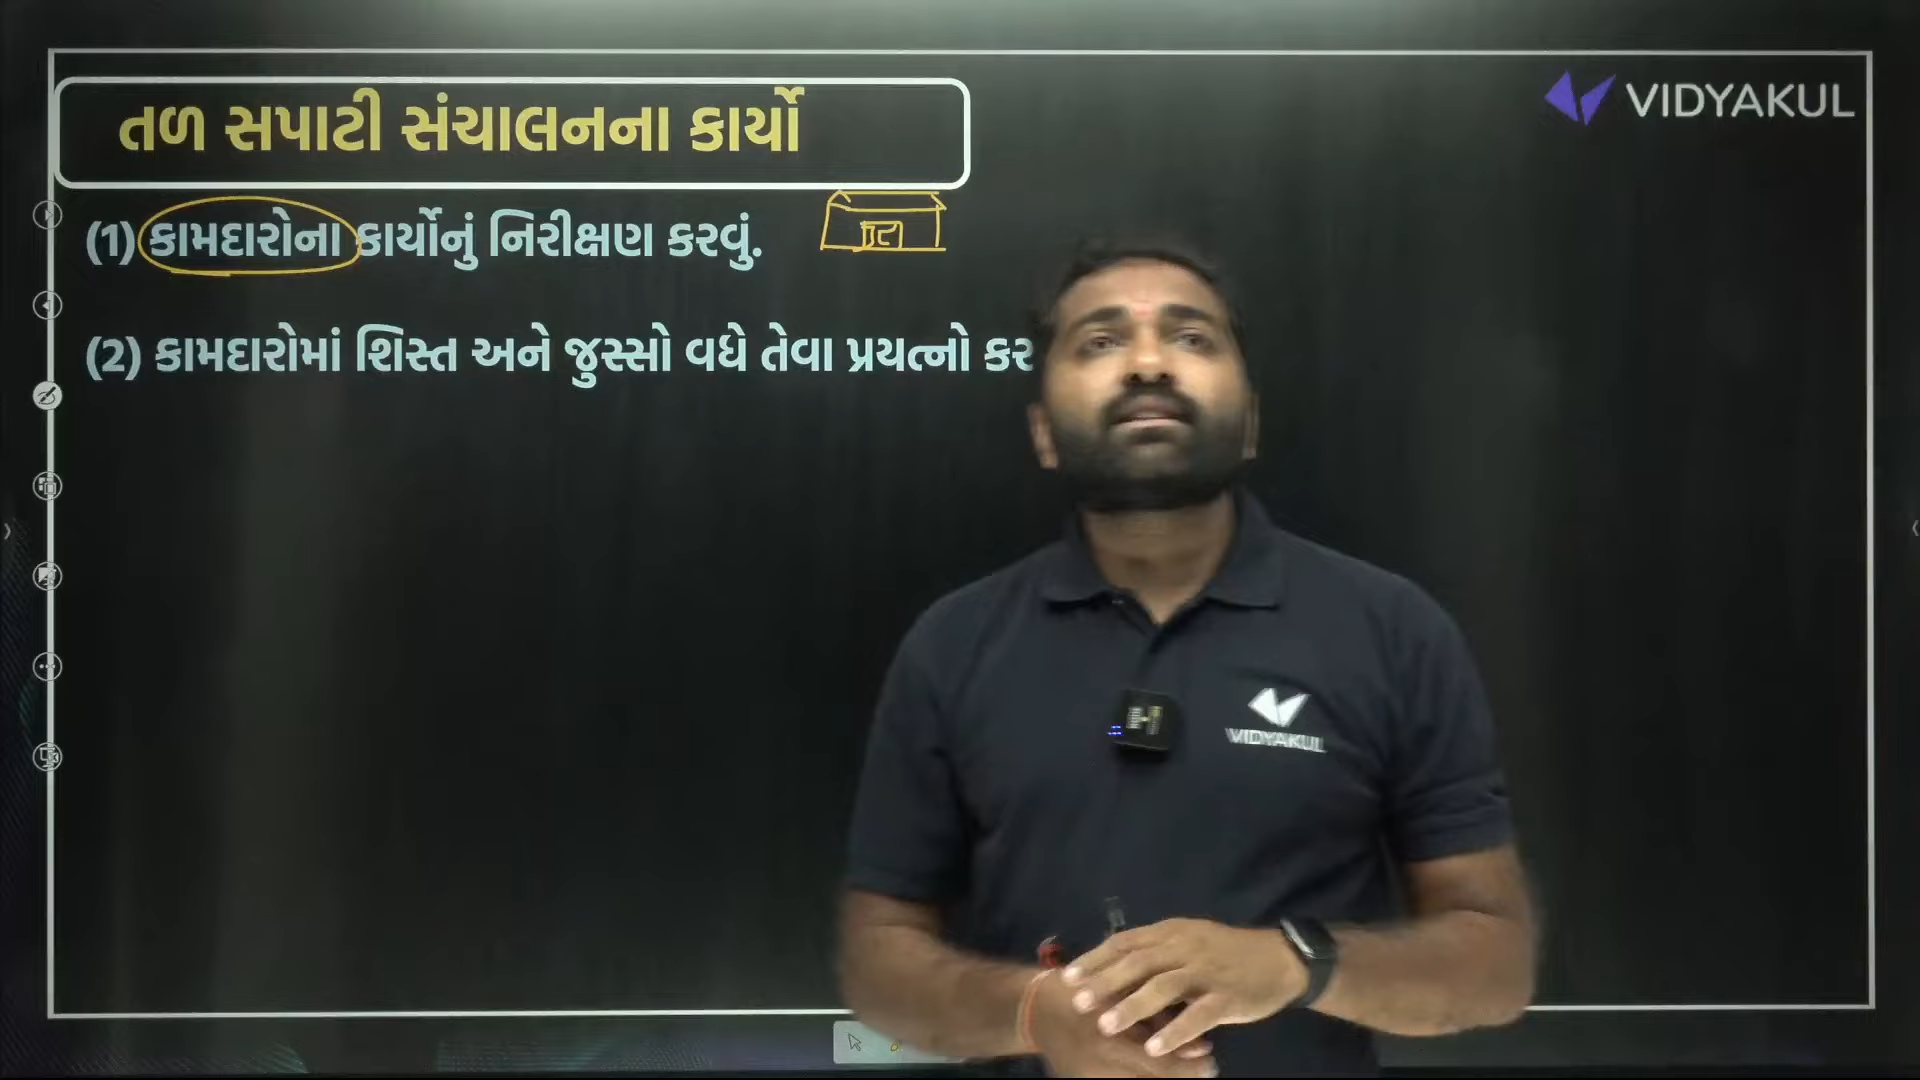 તળ સપાટી સંચાલનના કાર્યો
VIDYAKUL
(1) કામદારોના કાર્યોનું નિરીક્ષણ કરવું.
(2) કામદારોમાં શિસ્ત અને જુસ્સો વધે તેવા પ્રયત્નો કર
VIDYAKUL